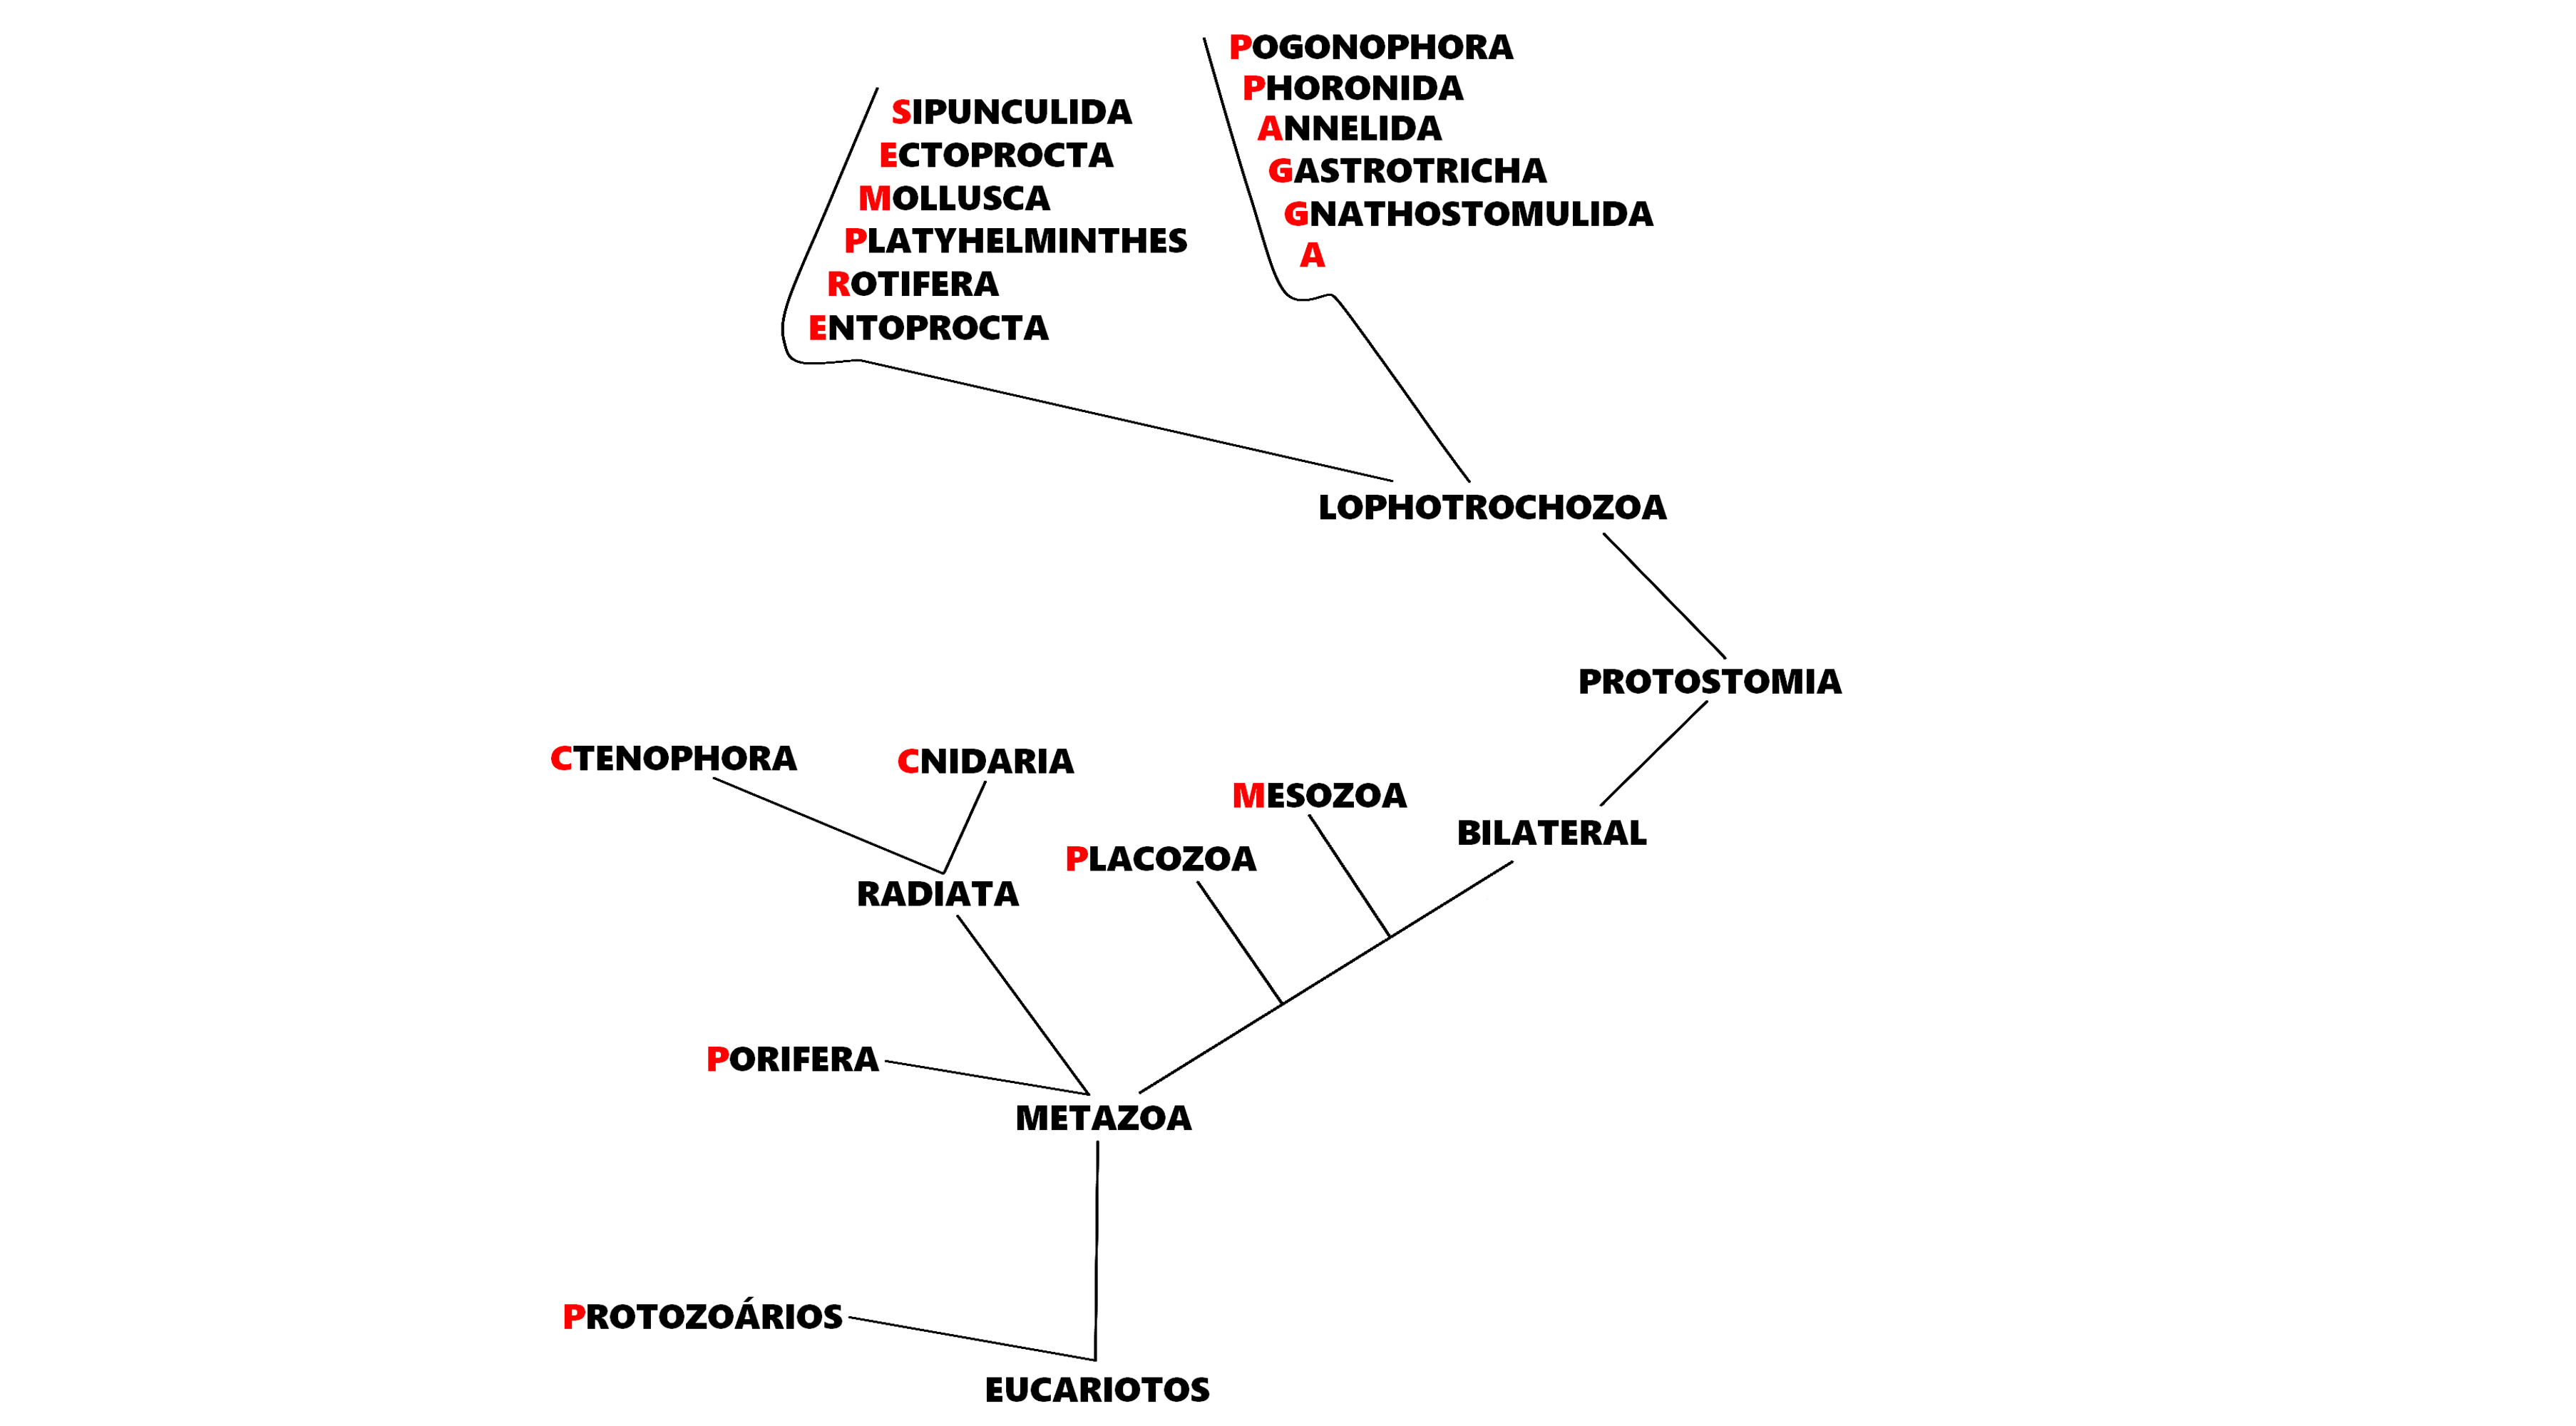 POGONOPHORA
PHORONIDA
ANNELIDA
GASTROTRICHA
GNATHOSTOMULIDA
A
SIPUNCULIDA
ECTOPROCTA
MOLLUSCA
PLATYHELMINTHES
ROTIFERA
ENTOPROCTA
LOPHOTROCHOZOA
PROTOSTOMIA
CTENOPHORA
CNIDARIA
MESOZOA
BILATERAL
PLACOZOA
RADIATA
PORIFERA
METAZOA
PROTOZOÁRIOS
EUCARIOTOS